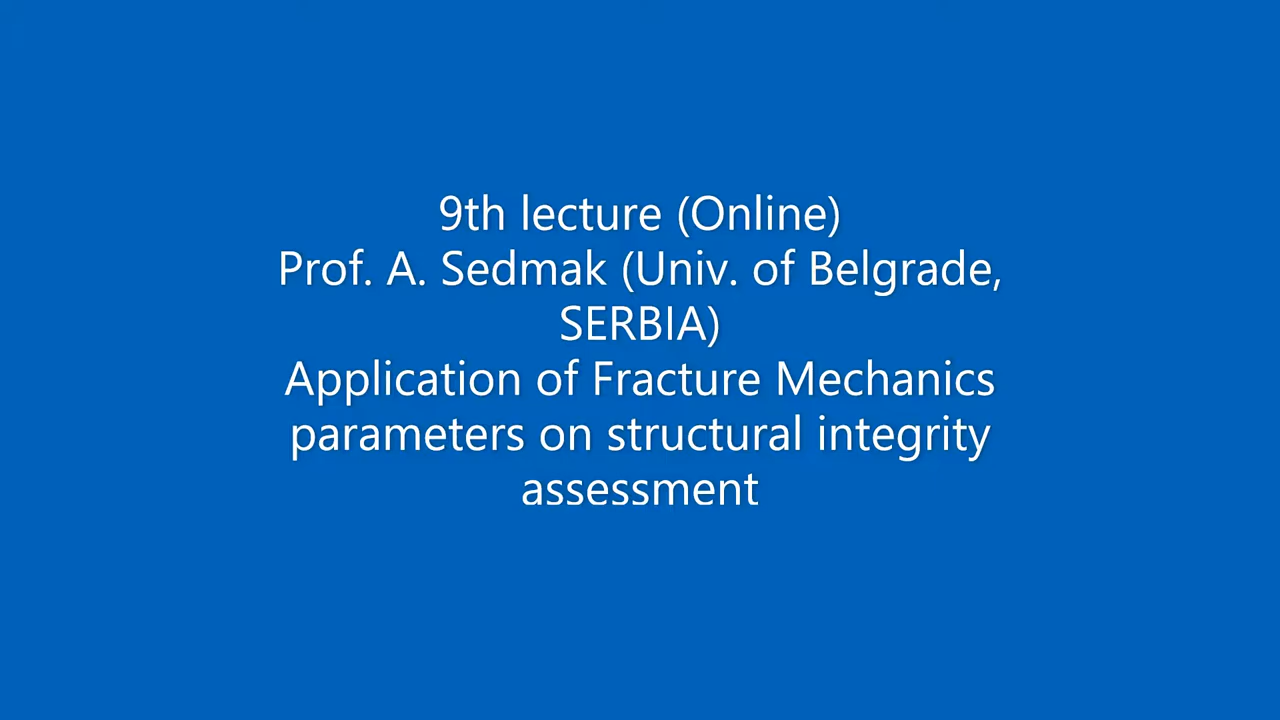 9th lecture (Online)
Prof. A. Sedmak (Univ. of Belgrade,
SERBIA)
Application of Fracture Mechanics
parameters on structural integrity
assessment